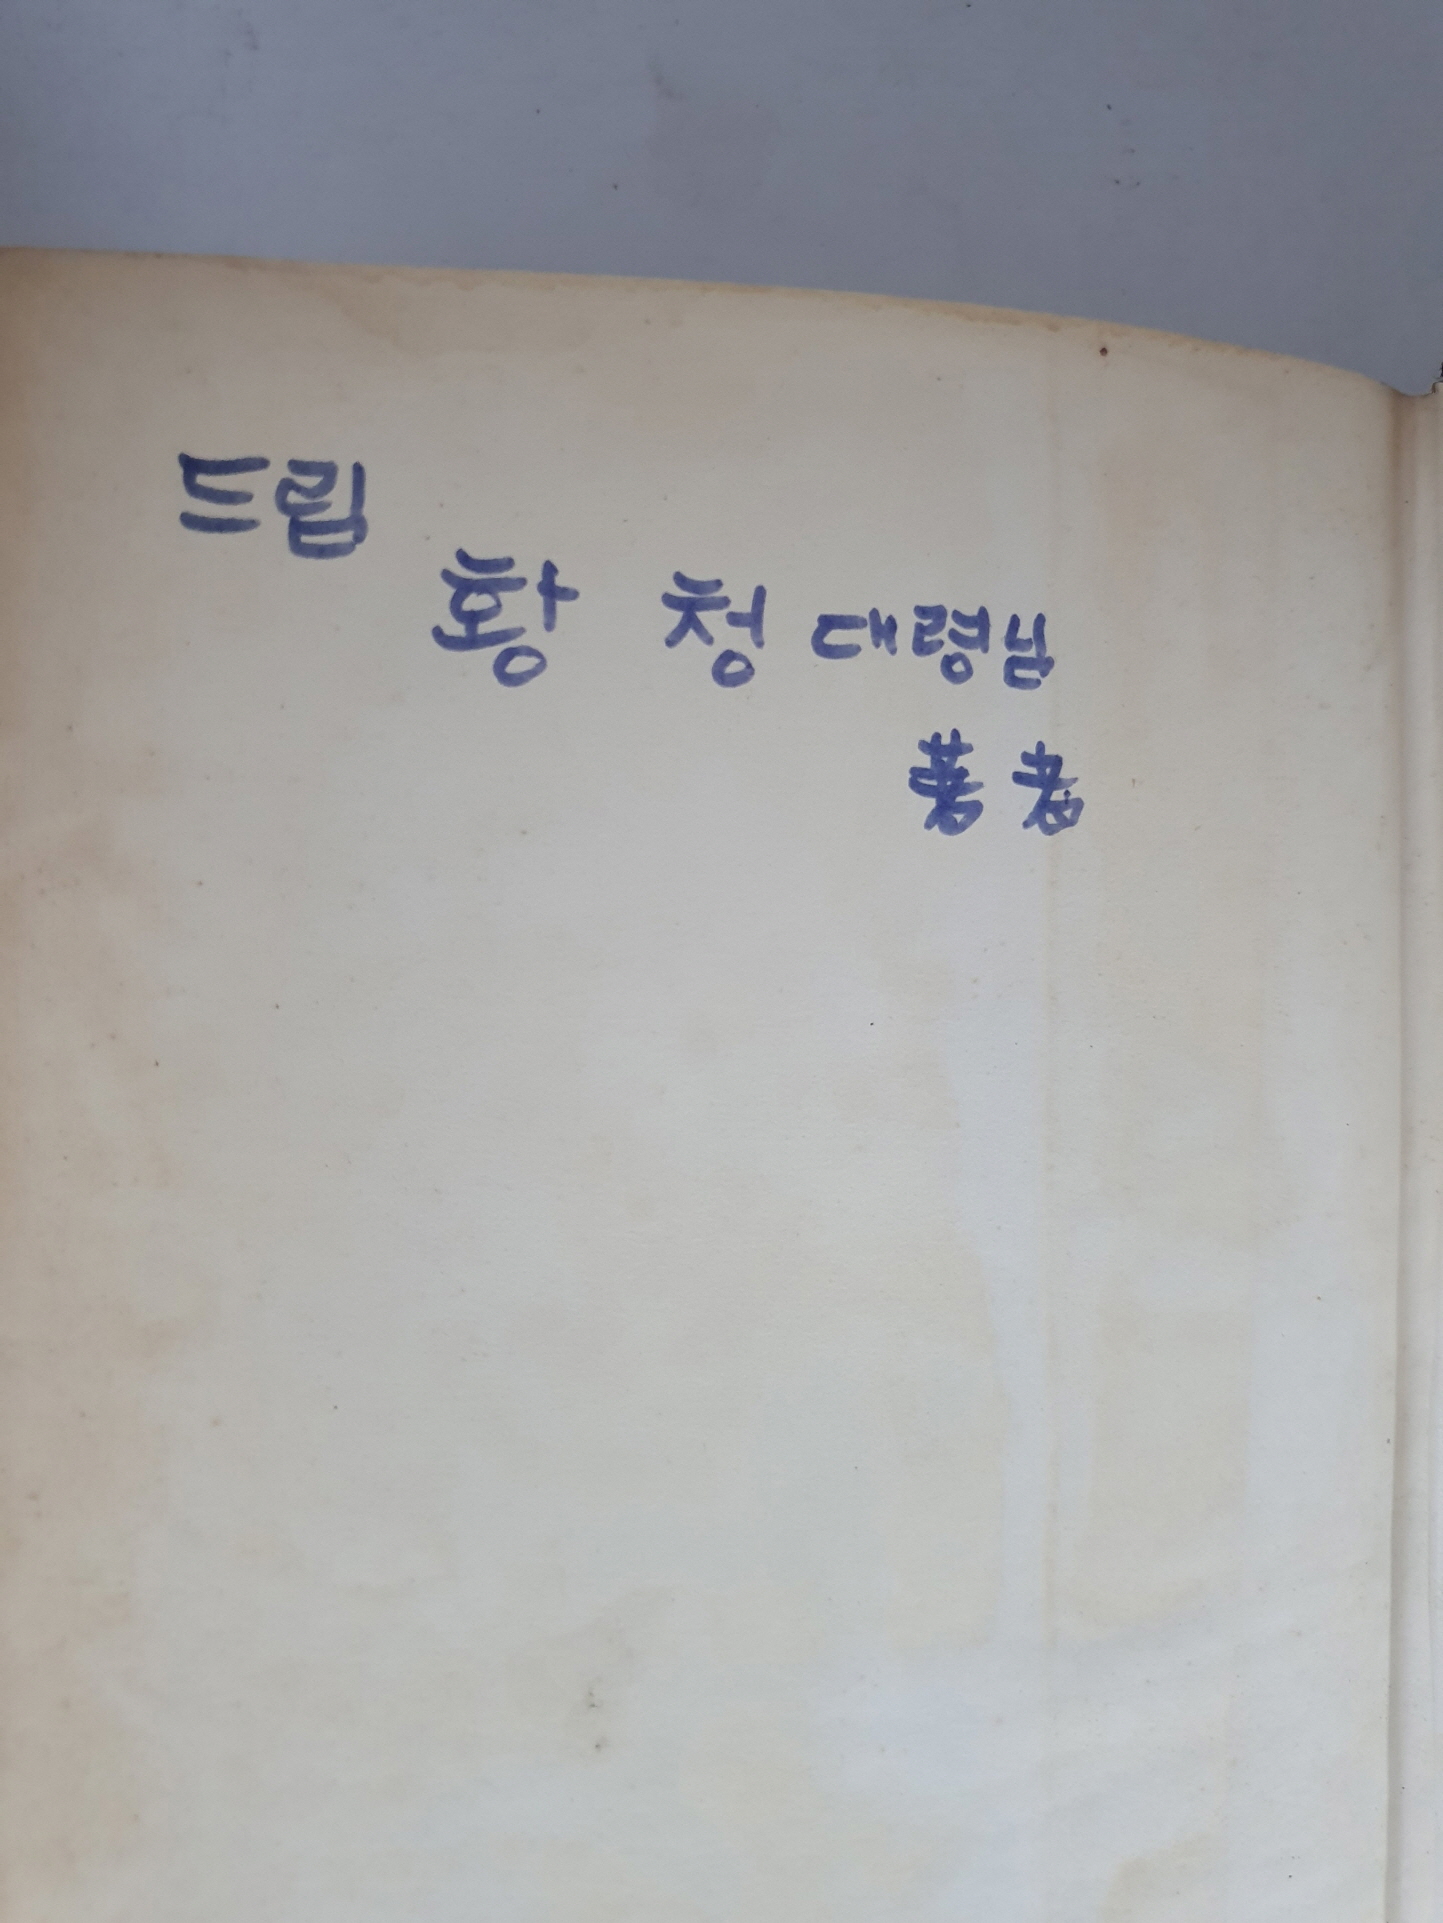 드림
황 청 대령님
著者